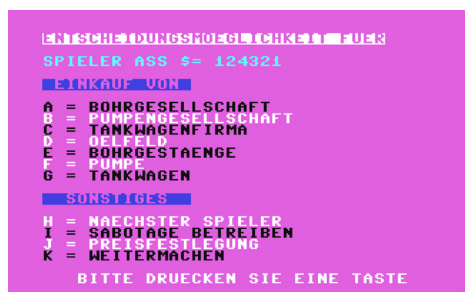 ENTSCHEIDUNGSMOEGLICHKEIT FUER
SPIELER ASS $= 124321
EINKAUF VON
A = BOHRGESELLSCHAFT
B = PUMPENGESELLSCHAFT
C = TANKWAGENFIRMA
D = OELFELD
E = BOHRGESTAENGE
F = PUMPE
G = TANKWAGEN
SONSTIGES
H = NAECHSTER SPIELER
I = SABOTAGE BETREIBEN
J = PREISFESTLEGUNG
K = WEITERMACHEN
BITTE DRUECKEN SIE EINE TASTE